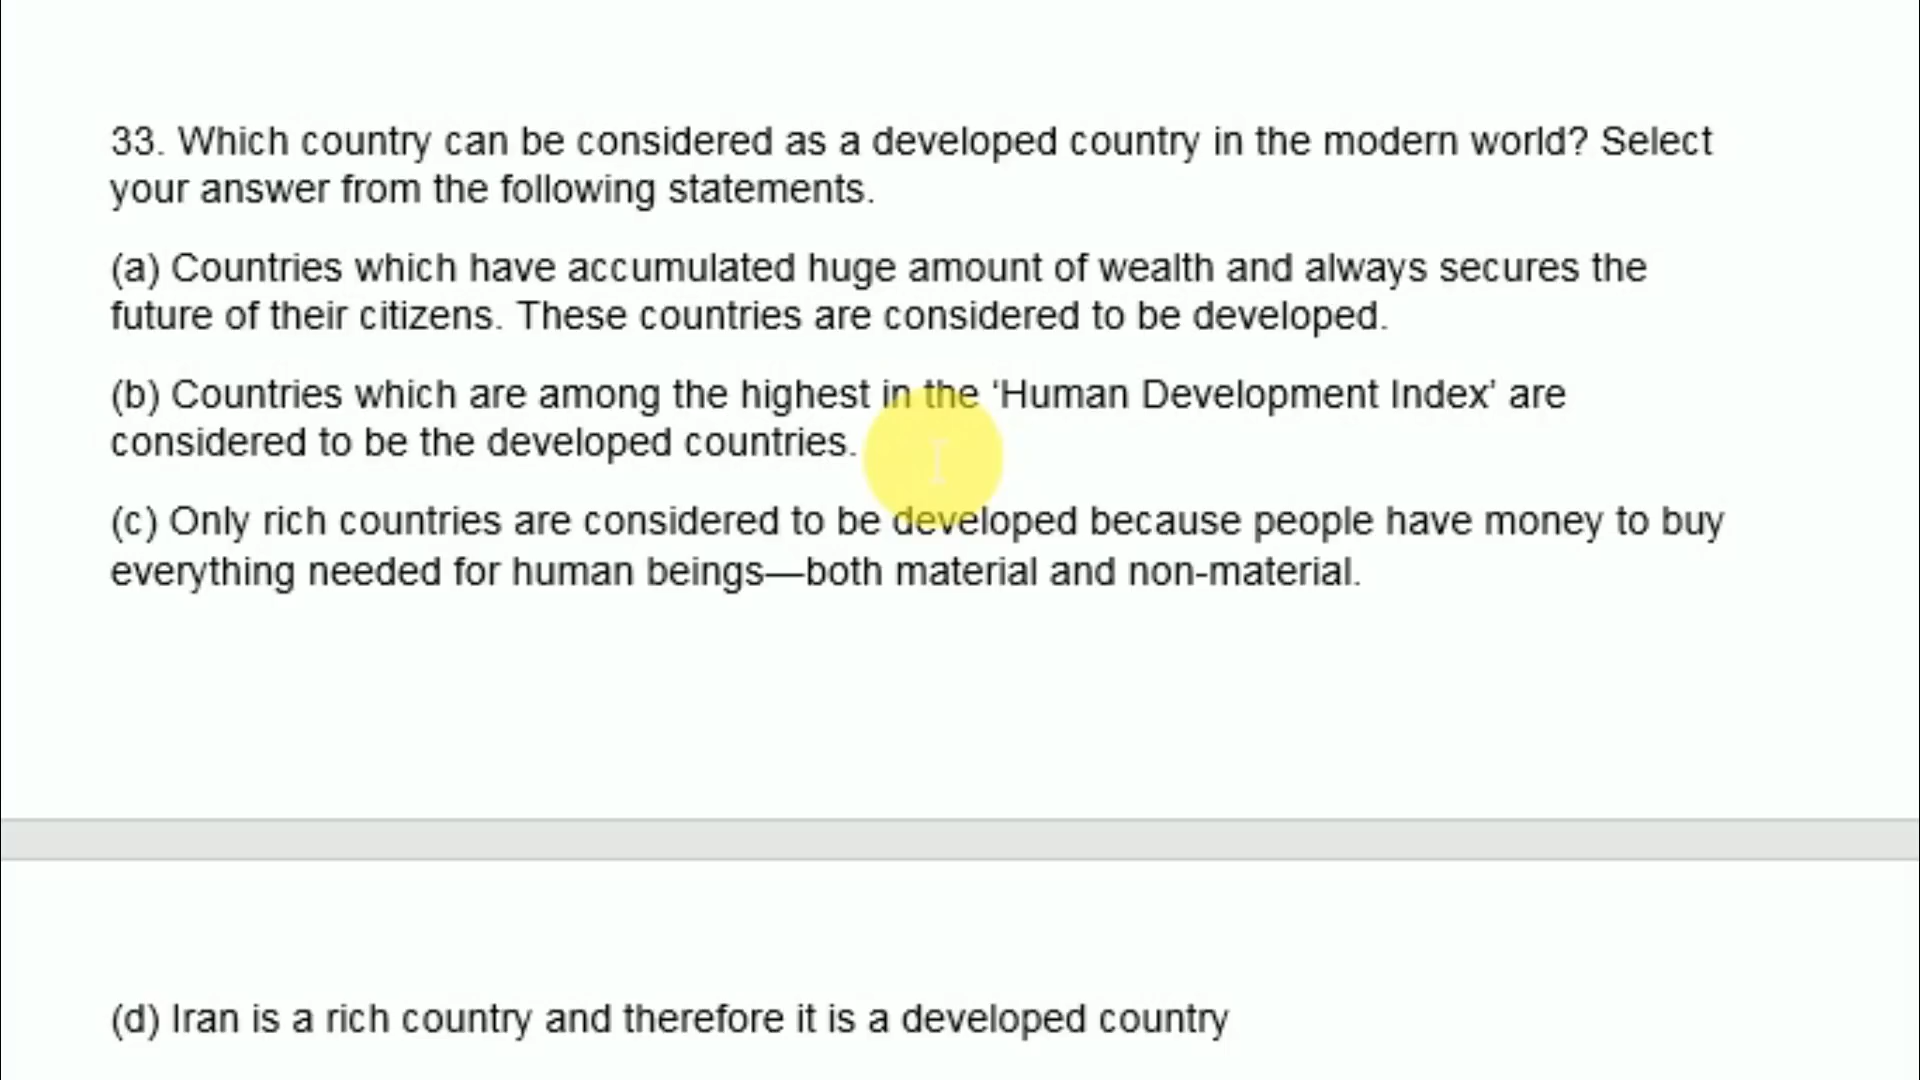 33. Which country can be considered as a developed country in the modern world? Select
your answer from the following statements.
(a) Countries which have accumulated huge amount of wealth and always secures the
future of their citizens. These countries are considered to be developed.
(b) Countries which are among the highest in the ‘Human Development Index’ are
considered to be the developed countries.
(c) Only rich countries are considered to be developed because people have money to buy
everything needed for human beings—both material and non-material.
(d) Iran is a rich country and therefore it is a developed country